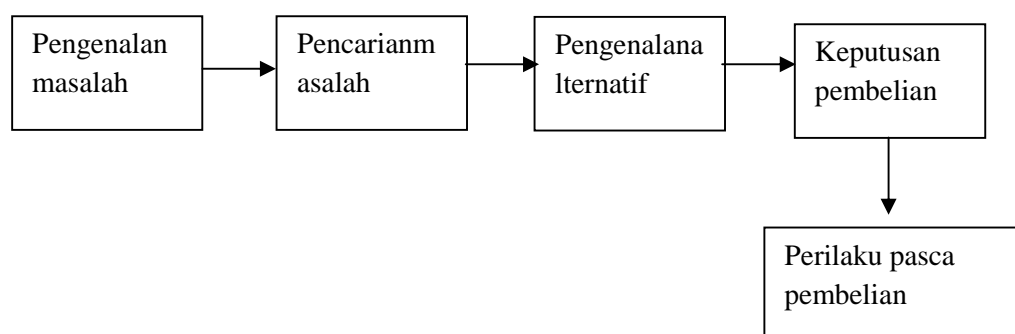 Pengenalan
masalah
Pencarianm
asalah
Pengenalana
lternatif
Keputusan
pembelian
Perilaku pasca
pembelian